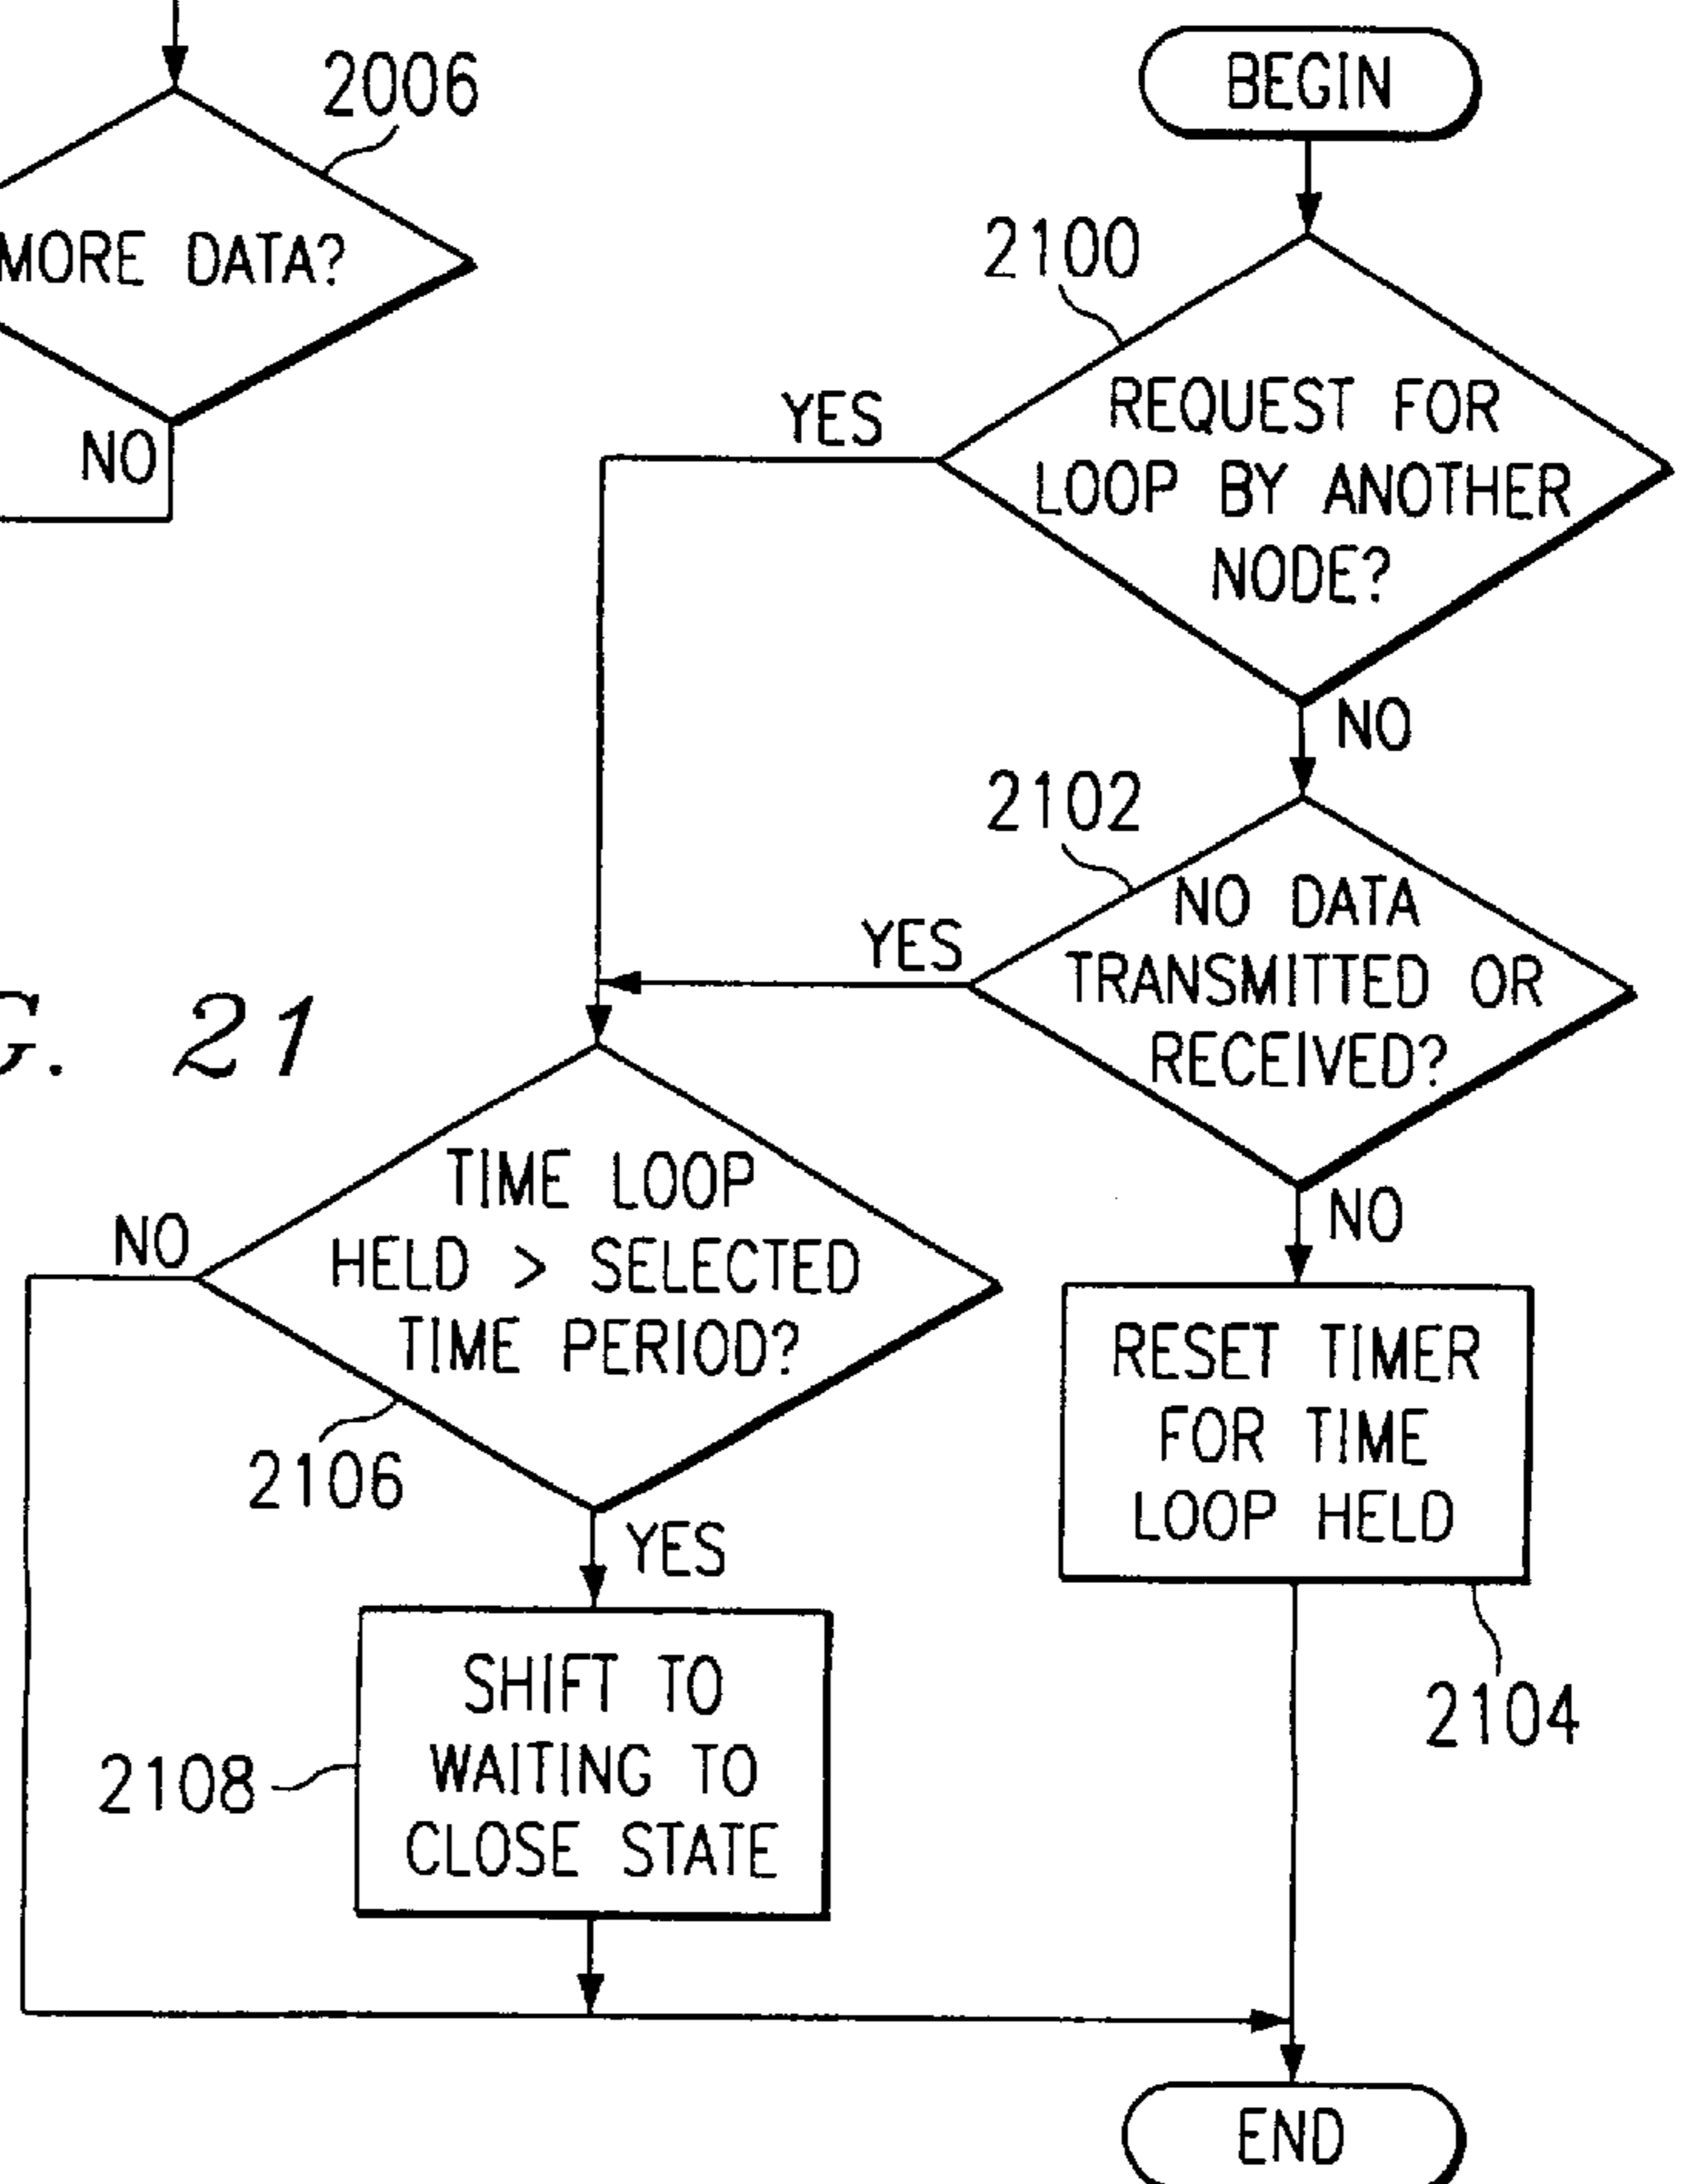 2006
MORE DATA?
NO
BEGIN
2100
REQUEST FOR
LOOP BY ANOTHER
NODE?
YES
NO
2102
NO DATA
TRANSMITTED OR
RECEIVED?
YES
NO
G. 21
TIME LOOP
HELD > SELECTED
TIME PERIOD?
NO
2106
YES
RESET TIMER
FOR TIME
LOOP HELD
2104
SHIFT TO
WAITING TO
CLOSE STATE
2108
END